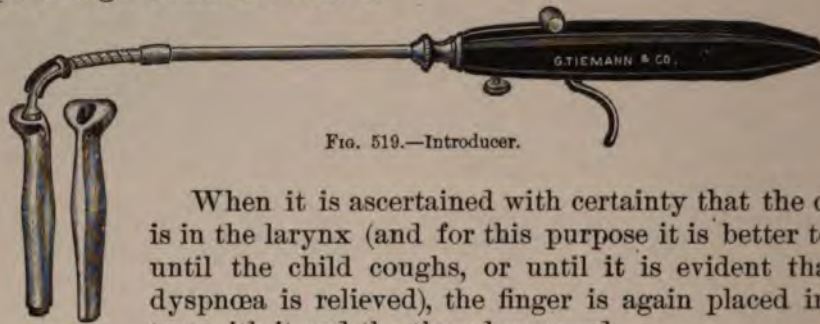 G.TIEMANN & CO.
FIG. 519.—Introducer.
When it is ascertained with certainty that the
is in the larynx (and for this purpose it is better
until the child coughs, or until it is evident
dyspnœa is relieved), the finger is again placed